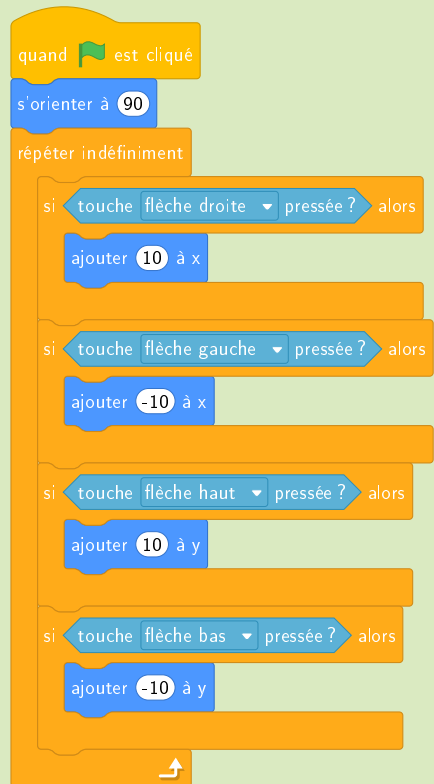 quand est cliqué
s'orienter à 90
répéter indéfiniment
si touche flèche droite pressée ? alors
ajouter 10 à x
si touche flèche gauche pressée ? alors
ajouter -10 à x
si touche flèche haut pressée ? alors
ajouter 10 à y
si touche flèche bas pressée ? alors
ajouter -10 à y